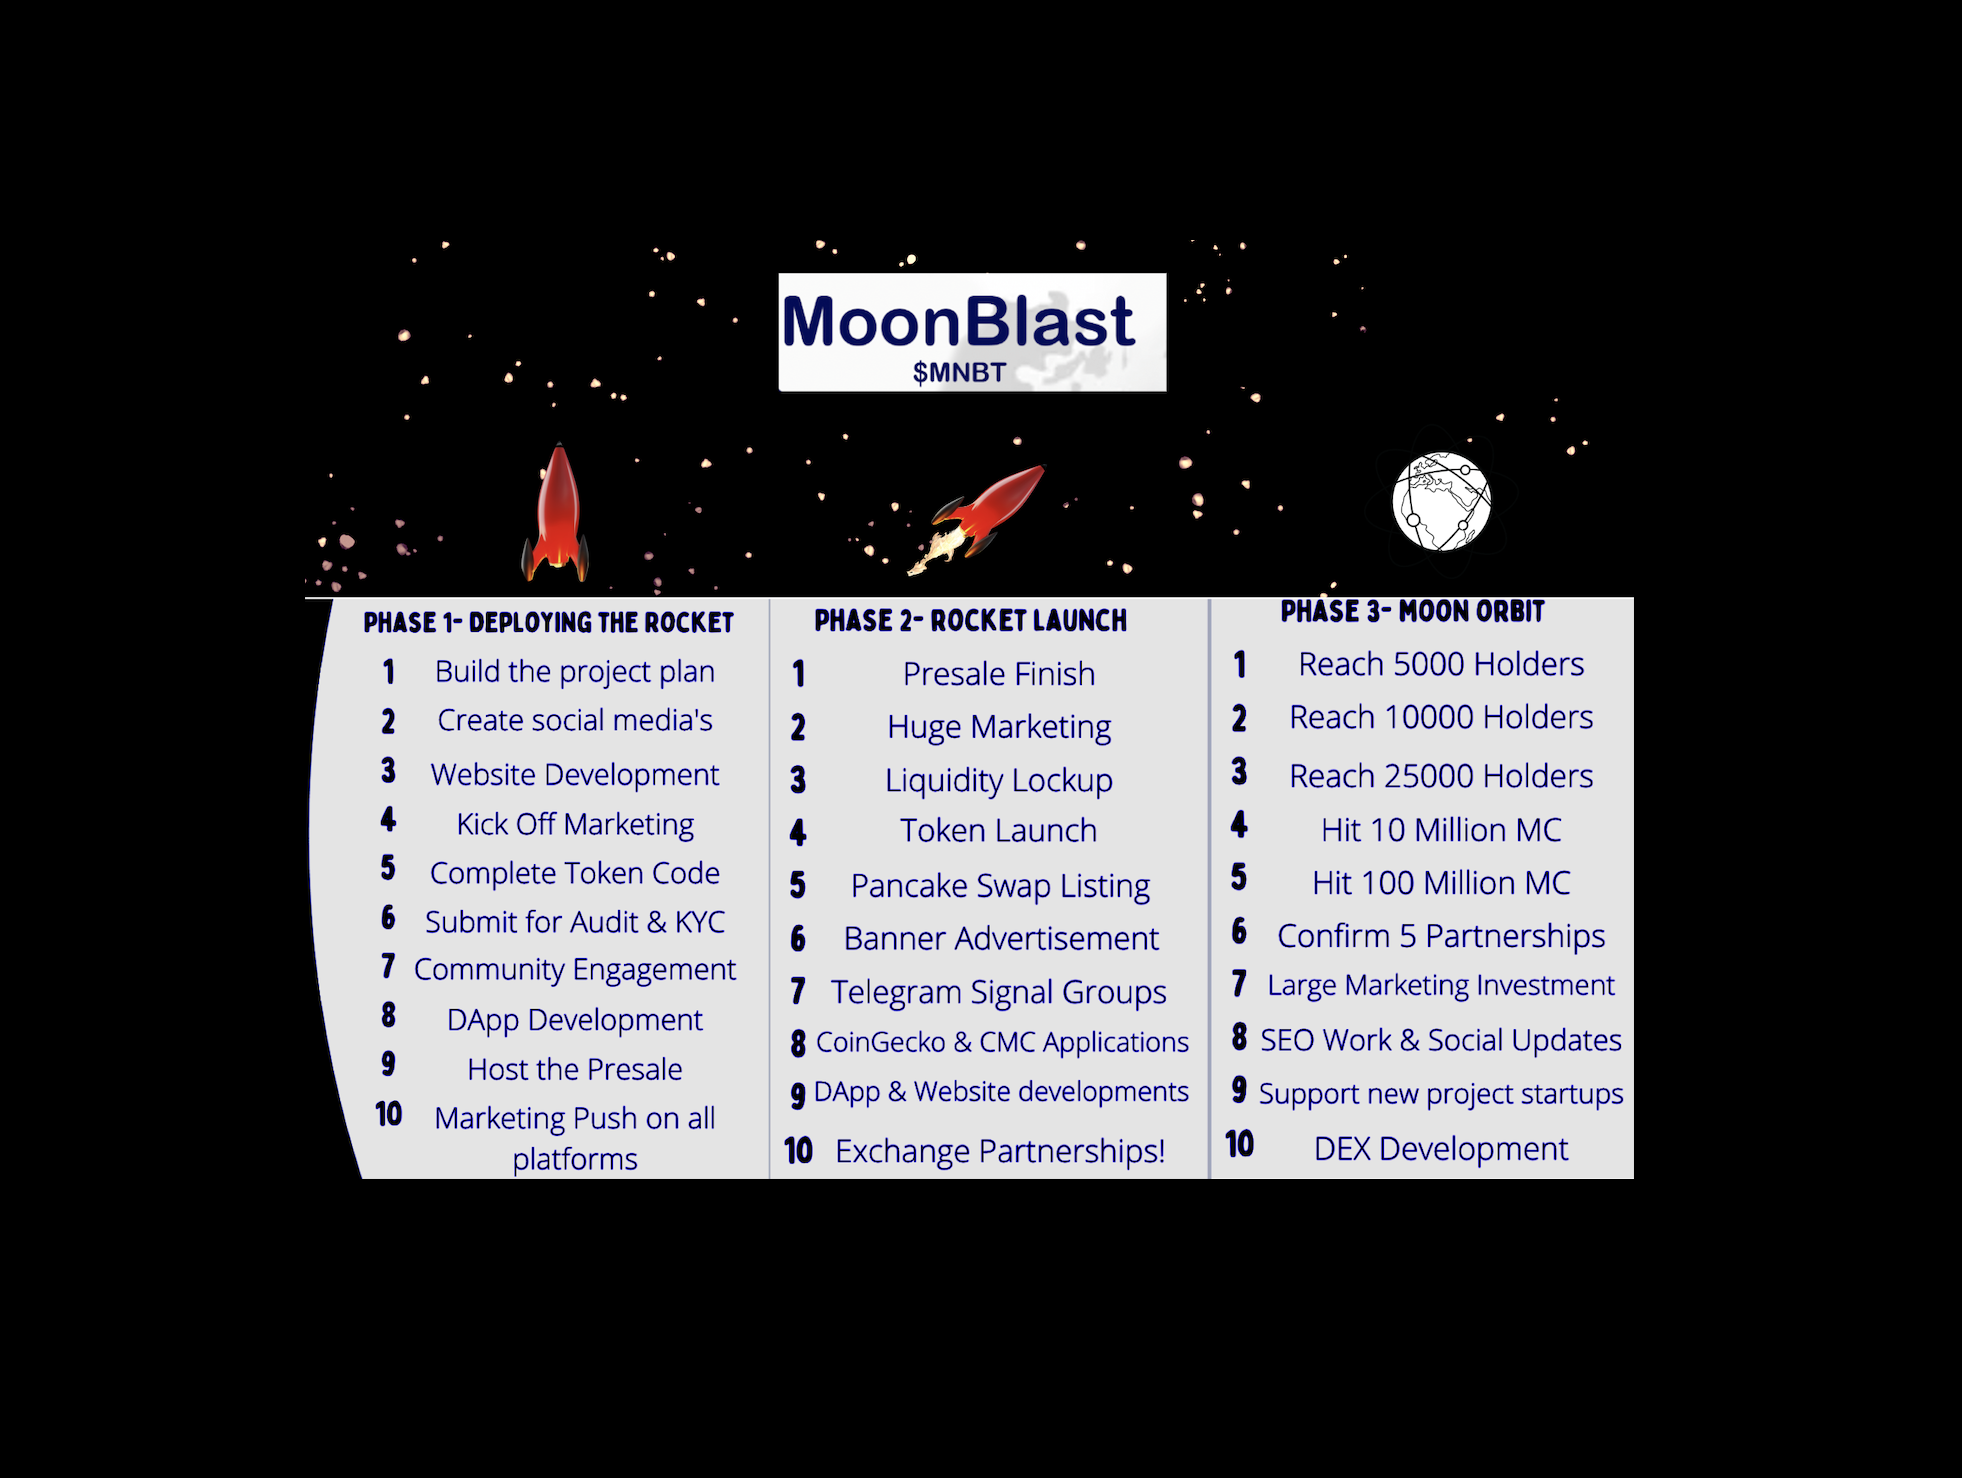 MoonBlast
$MNBT
PHASE 1- DEPLOYING THE ROCKET
1 Build the project plan
2 Create social media's
3 Website Development
4 Kick Off Marketing
5 Complete Token Code
6 Submit for Audit & KYC
7 Community Engagement
8 DApp Development
9 Host the Presale
10 Marketing Push on all
platforms
PHASE 2- ROCKET LAUNCH
1 Presale Finish
2 Huge Marketing
3 Liquidity Lockup
4 Token Launch
5 Pancake Swap Listing
6 Banner Advertisement
7 Telegram Signal Groups
8 CoinGecko & CMC Applications
9 DApp & Website developments
10 Exchange Partnerships!
PHASE 3- MOON ORBIT
1 Reach 5000 Holders
2 Reach 10000 Holders
3 Reach 25000 Holders
4 Hit 10 Million MC
5 Hit 100 Million MC
6 Confirm 5 Partnerships
7 Large Marketing Investment
8 SEO Work & Social Updates
9 Support new project startups
10 DEX Development